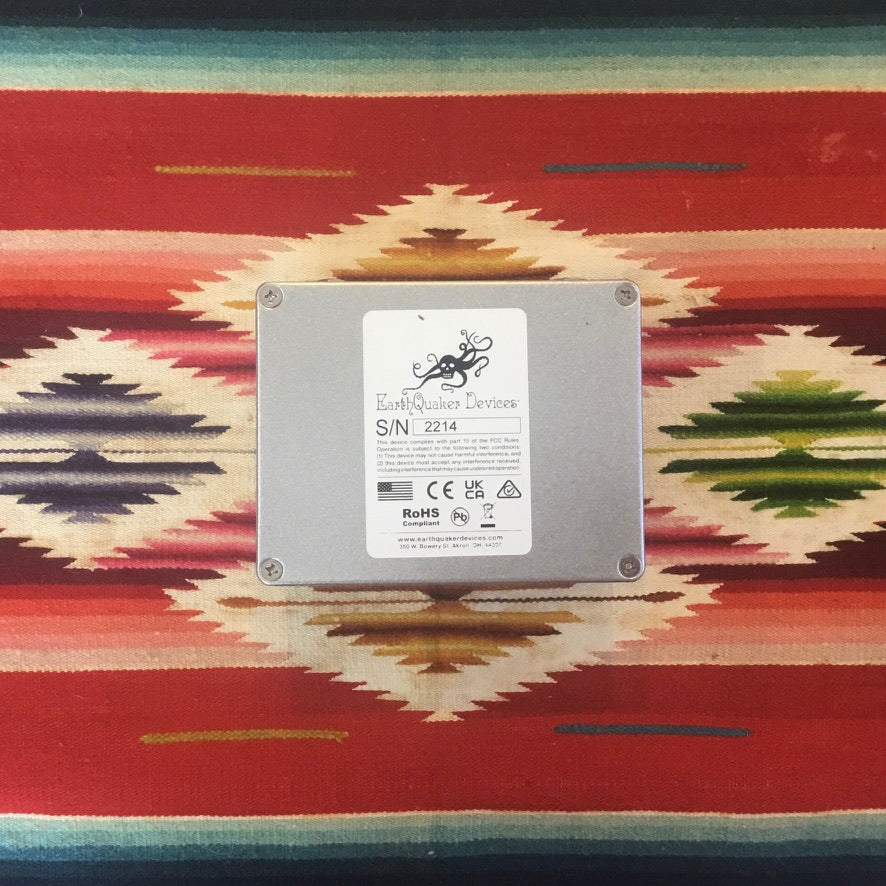 EarthQuaker Devices
S/N 2214
This device complies with part 15 of the FCC Rules.
Operation is subject to the following two conditions.
(1) This device may not cause harmful interference, and
(2) this device must accept any interference received,
including interference that may cause undesired operation
CE UK
CA
RoHS
Compliant
Pb
www.earthquakerdevices.com
350 W. Bowery St. Akron, OH, 44307